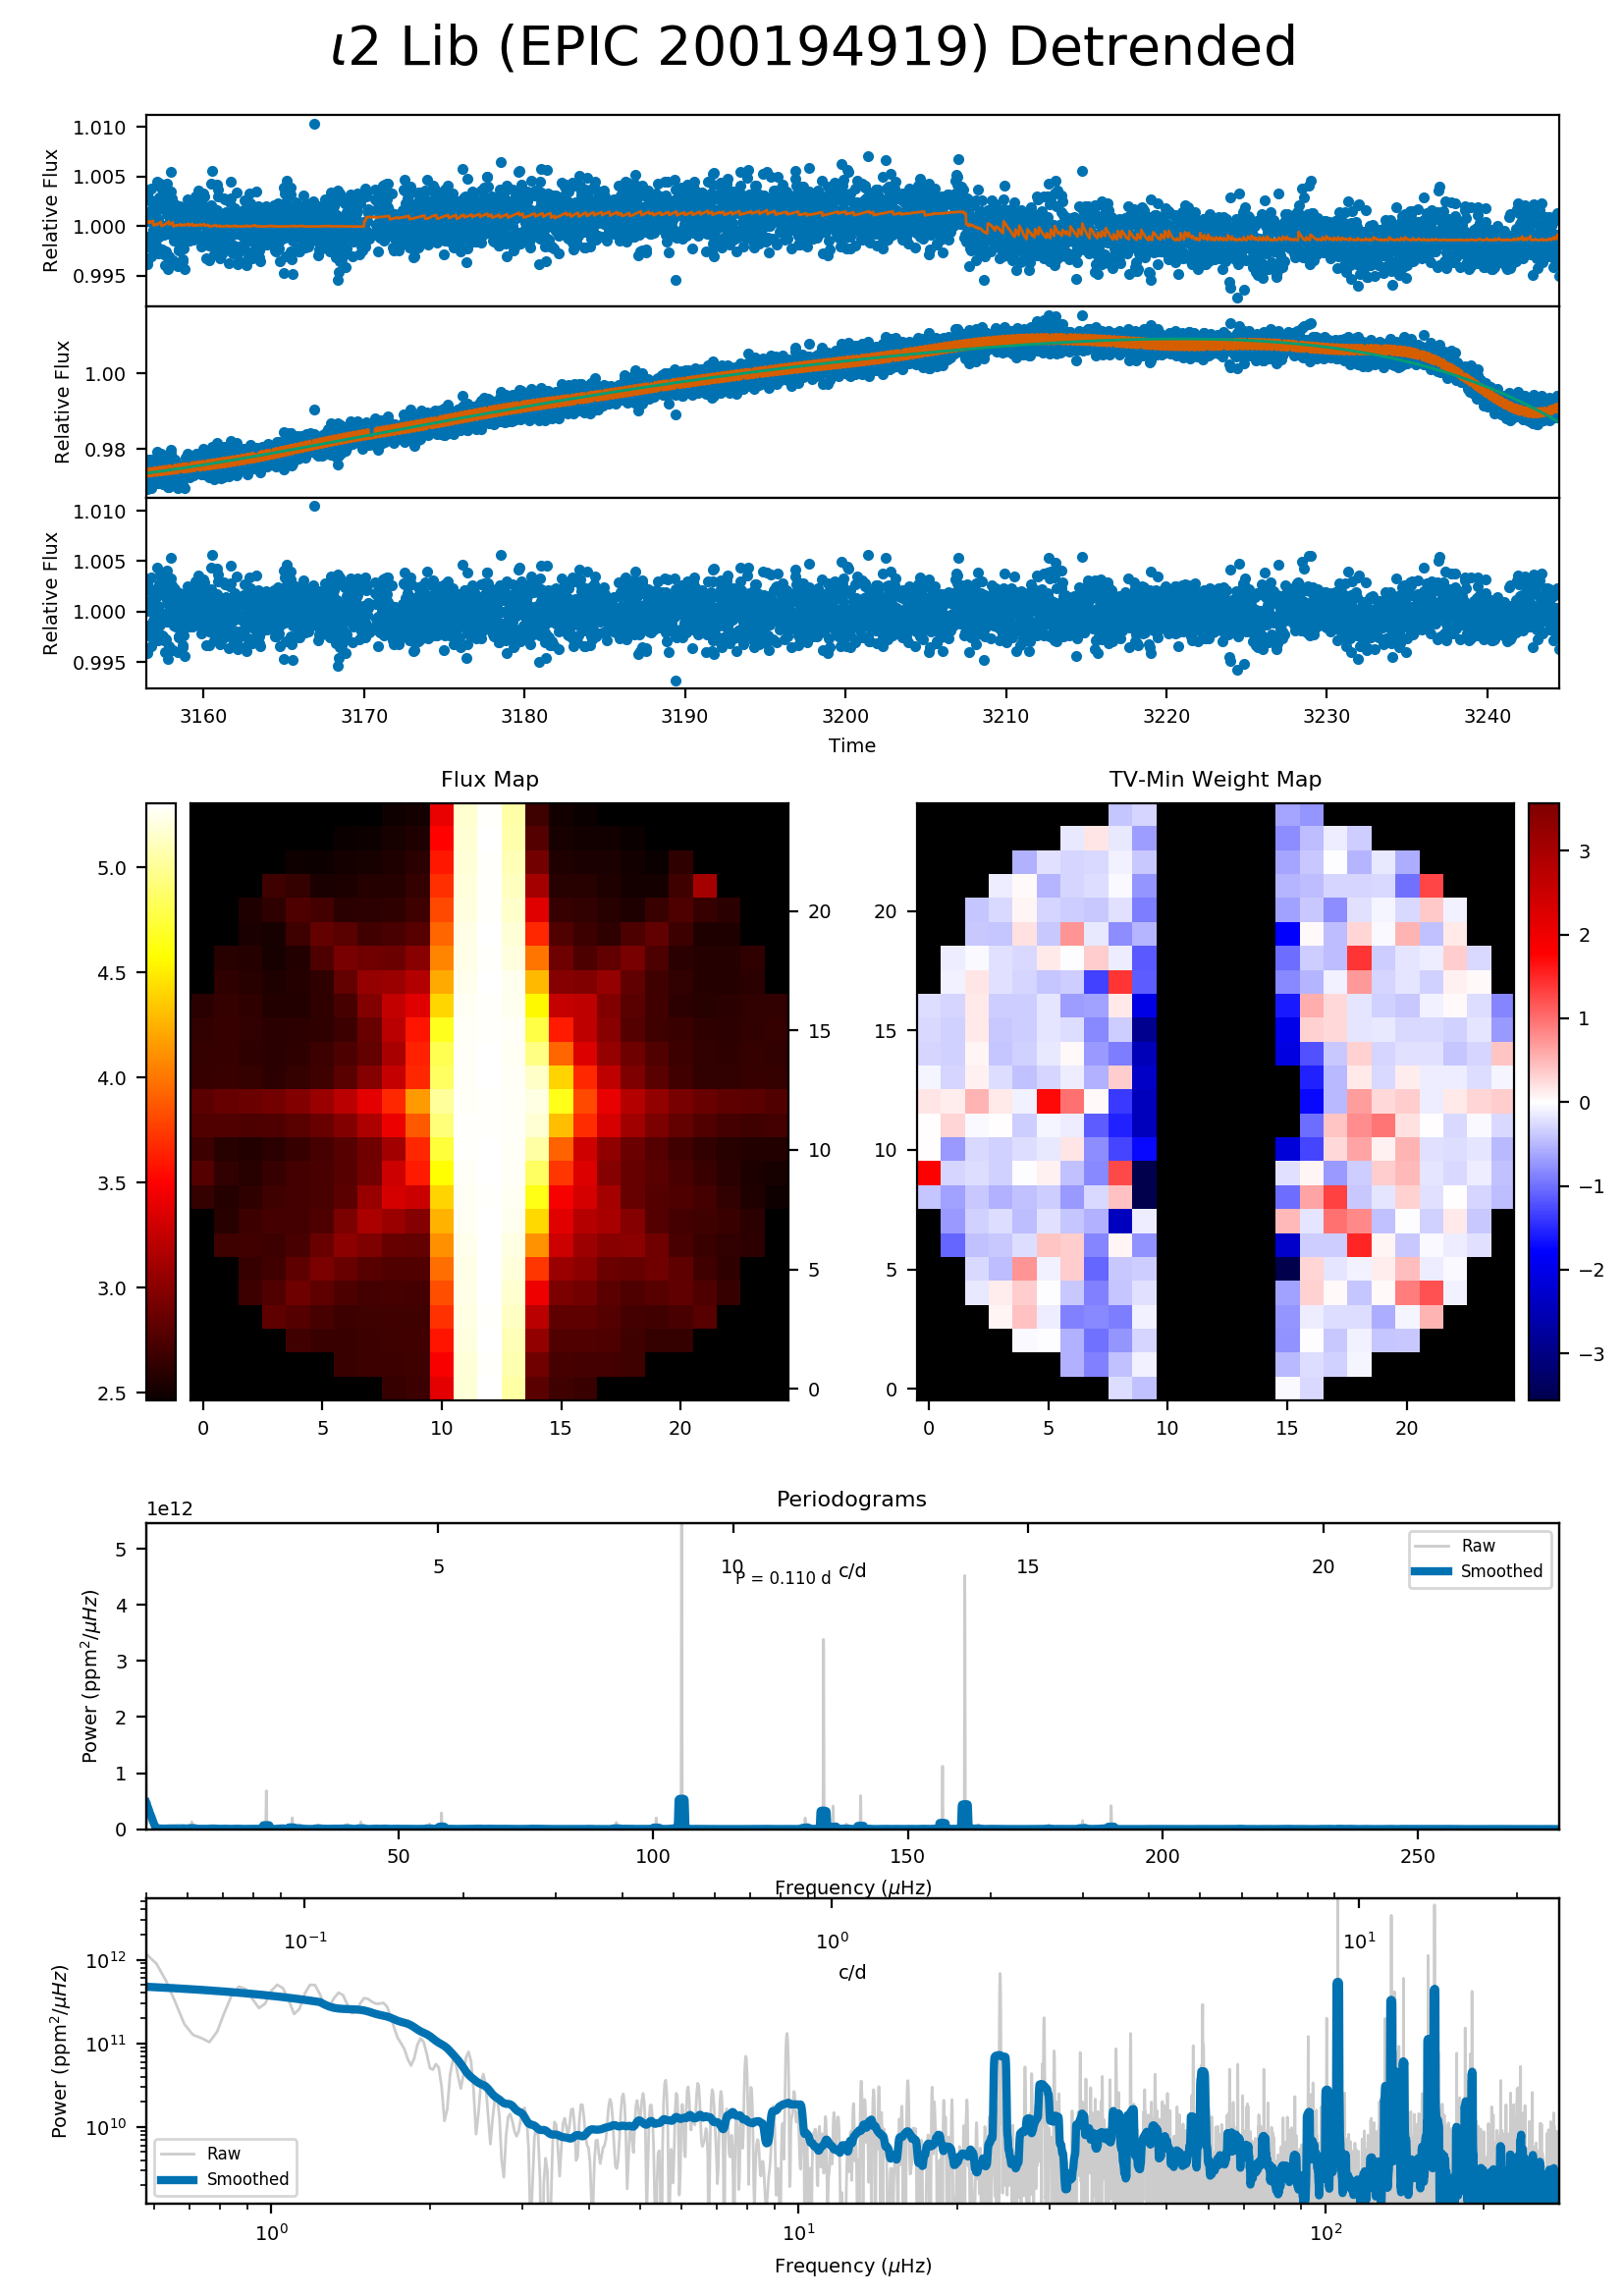 ι2 Lib (EPIC 200194919) Detrended
1.010
1.005
1.000
0.995
Relative Flux
1.00
0.98
Relative Flux
1.010
1.005
1.000
0.995
Relative Flux
3160 3170 3180 3190 3200 3210 3220 3230 3240
Time
Flux Map
5.0
4.5
4.0
3.5
3.0
2.5
20
15
10
5
0
0 5 10 15 20
TV-Min Weight Map
20
15
10
5
0
0 5 10 15 20
3
2
1
0
−1
−2
−3
Periodograms
1e12
5
4
3
2
1
0
Power (ppm²/μHz)
5 10 15 20
c/d
P = 0.110 d
Raw
Smoothed
50 100 150 200 250
Frequency (μHz)
10⁻¹ 10⁰ 10¹
c/d
10¹²
10¹¹
10¹⁰
Power (ppm²/μHz)
Raw
Smoothed
10⁰ 10¹ 10²
Frequency (μHz)